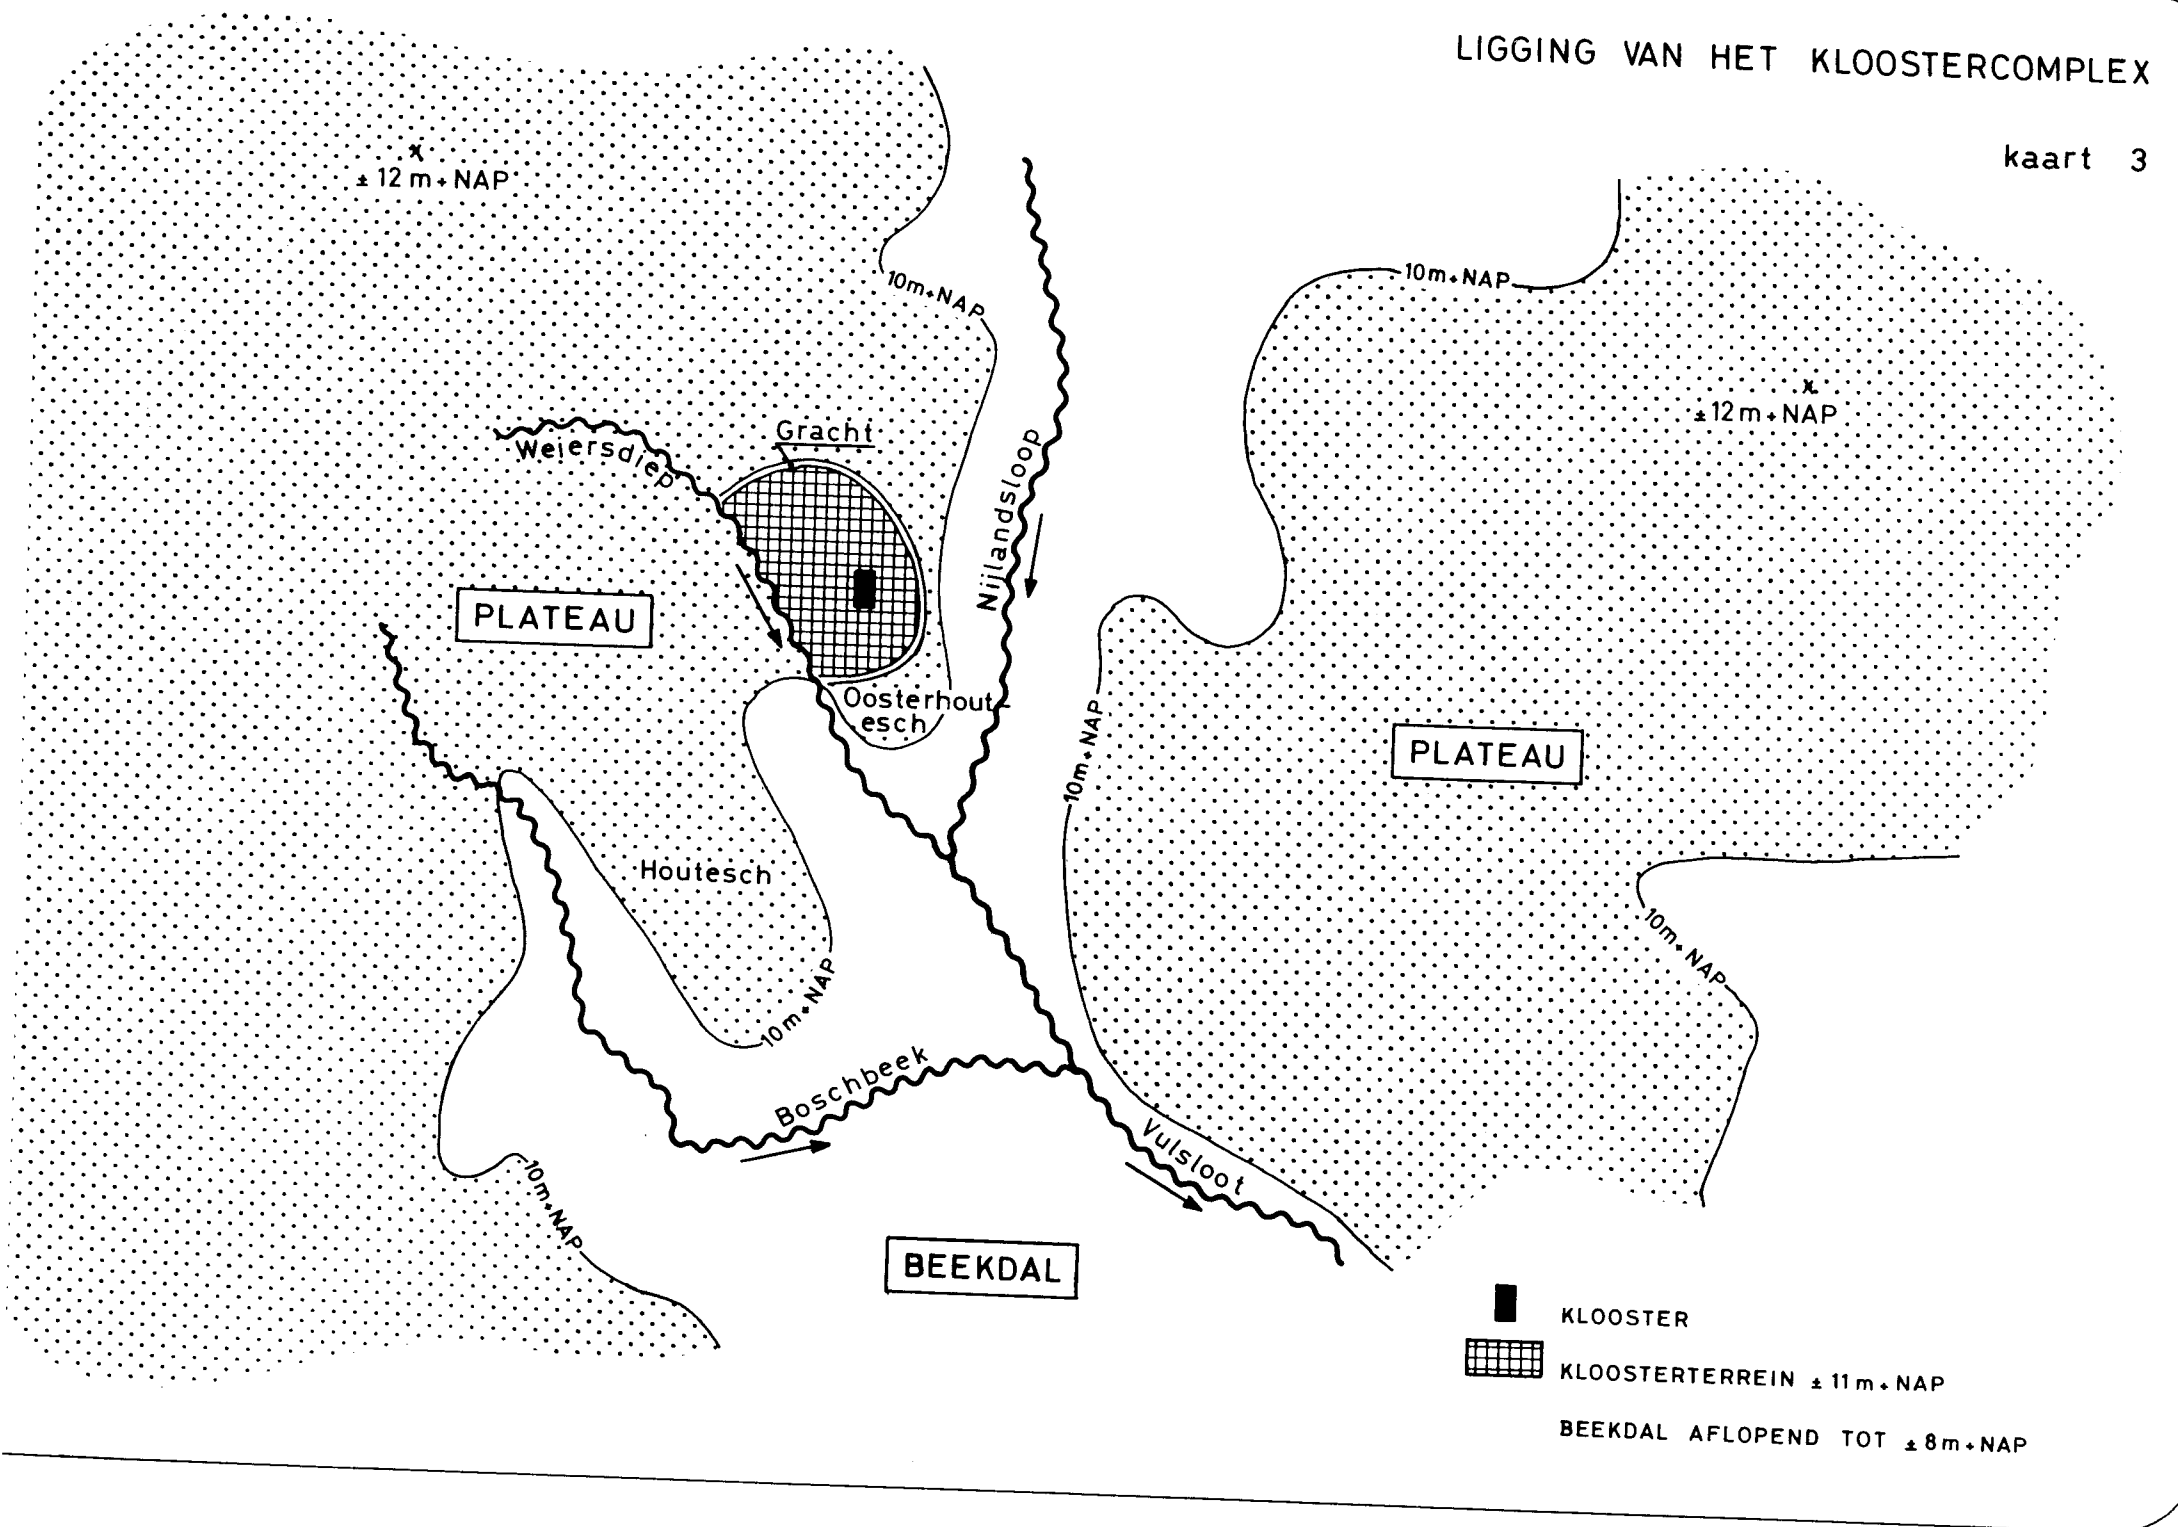 LIGGING VAN HET KLOOSTERCOMPLEX
kaart 3
± 12 m + NAP
10m + NAP
10m + NAP
± 12 m + NAP
Gracht
Weiersdiep
Nijlandsloop
PLATEAU
Oosterhout-
esch
10m + NAP
PLATEAU
Houtesch
10m + NAP
10m + NAP
Boschbeek
Vulsloot
10m + NAP
BEEKDAL
KLOOSTER
KLOOSTERTERREIN ± 11 m + NAP
BEEKDAL AFLOPEND TOT ± 8 m + NAP